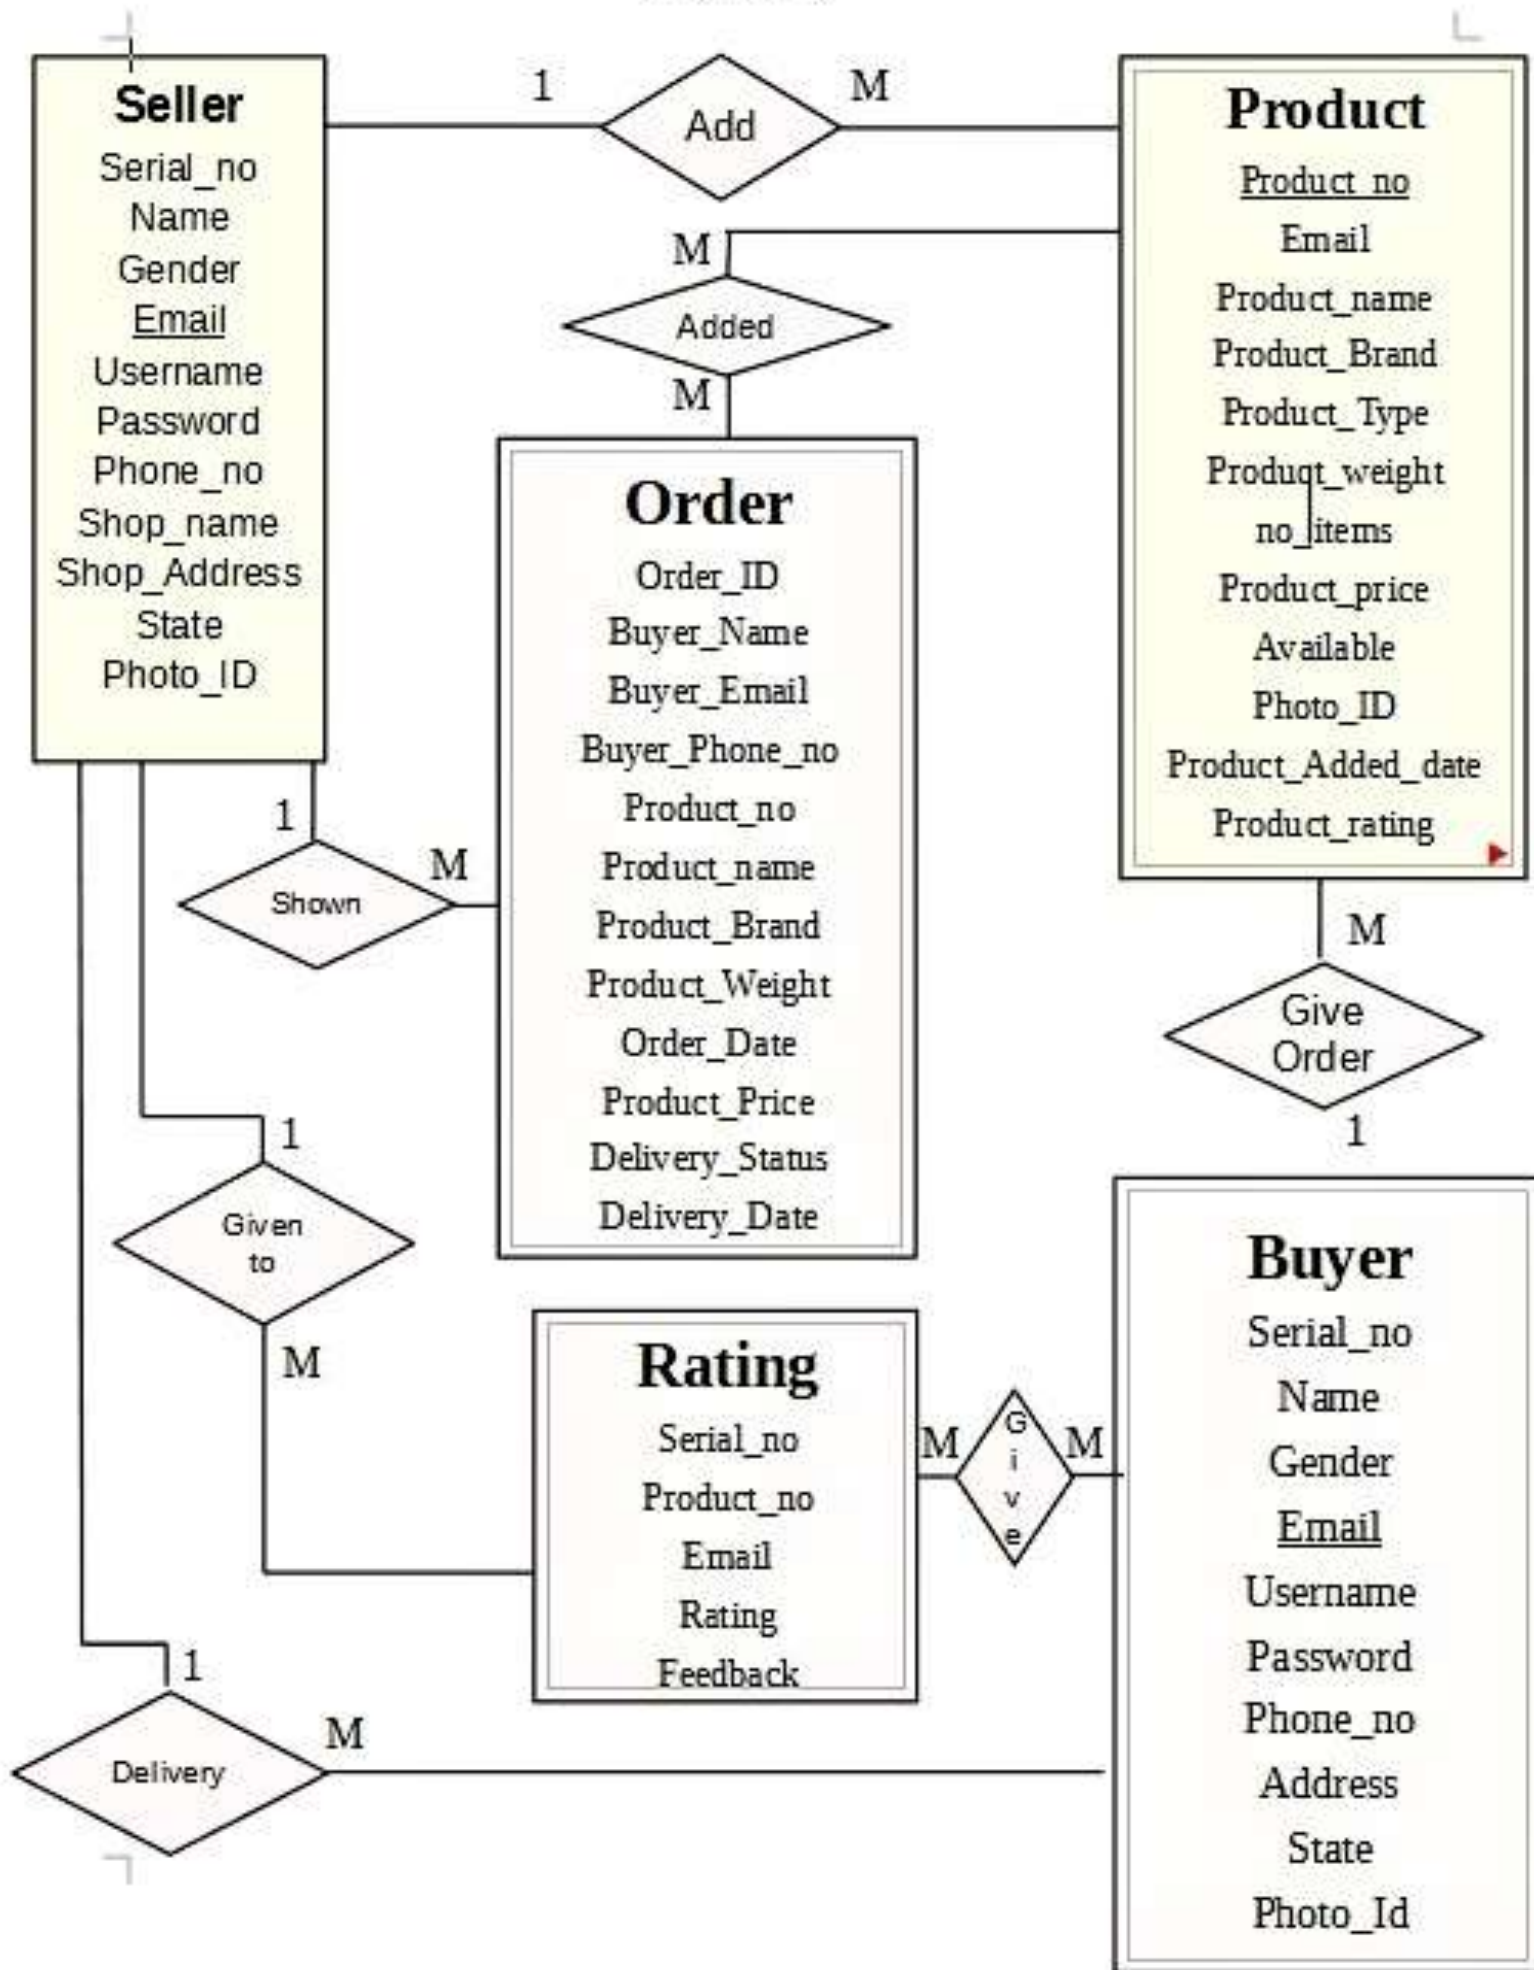 Seller
Serial_no
Name
Gender
Email
Username
Password
Phone_no
Shop_name
Shop_Address
State
Photo_ID
1
Add
M
Product
Product_no
Email
Product_name
Product_Brand
Product_Type
Product_weight
no_items
Product_price
Available
Photo_ID
Product_Added_date
Product_rating
M
Added
M
Order
Order_ID
Buyer_Name
Buyer_Email
Buyer_Phone_no
Product_no
Product_name
Product_Brand
Product_Weight
Order_Date
Product_Price
Delivery_Status
Delivery_Date
1
Shown
M
M
Give
Order
1
1
Given
to
M
Rating
Serial_no
Product_no
Email
Rating
Feedback
M
G
i
v
e
M
Buyer
Serial_no
Name
Gender
Email
Username
Password
Phone_no
Address
State
Photo_Id
1
Delivery
M